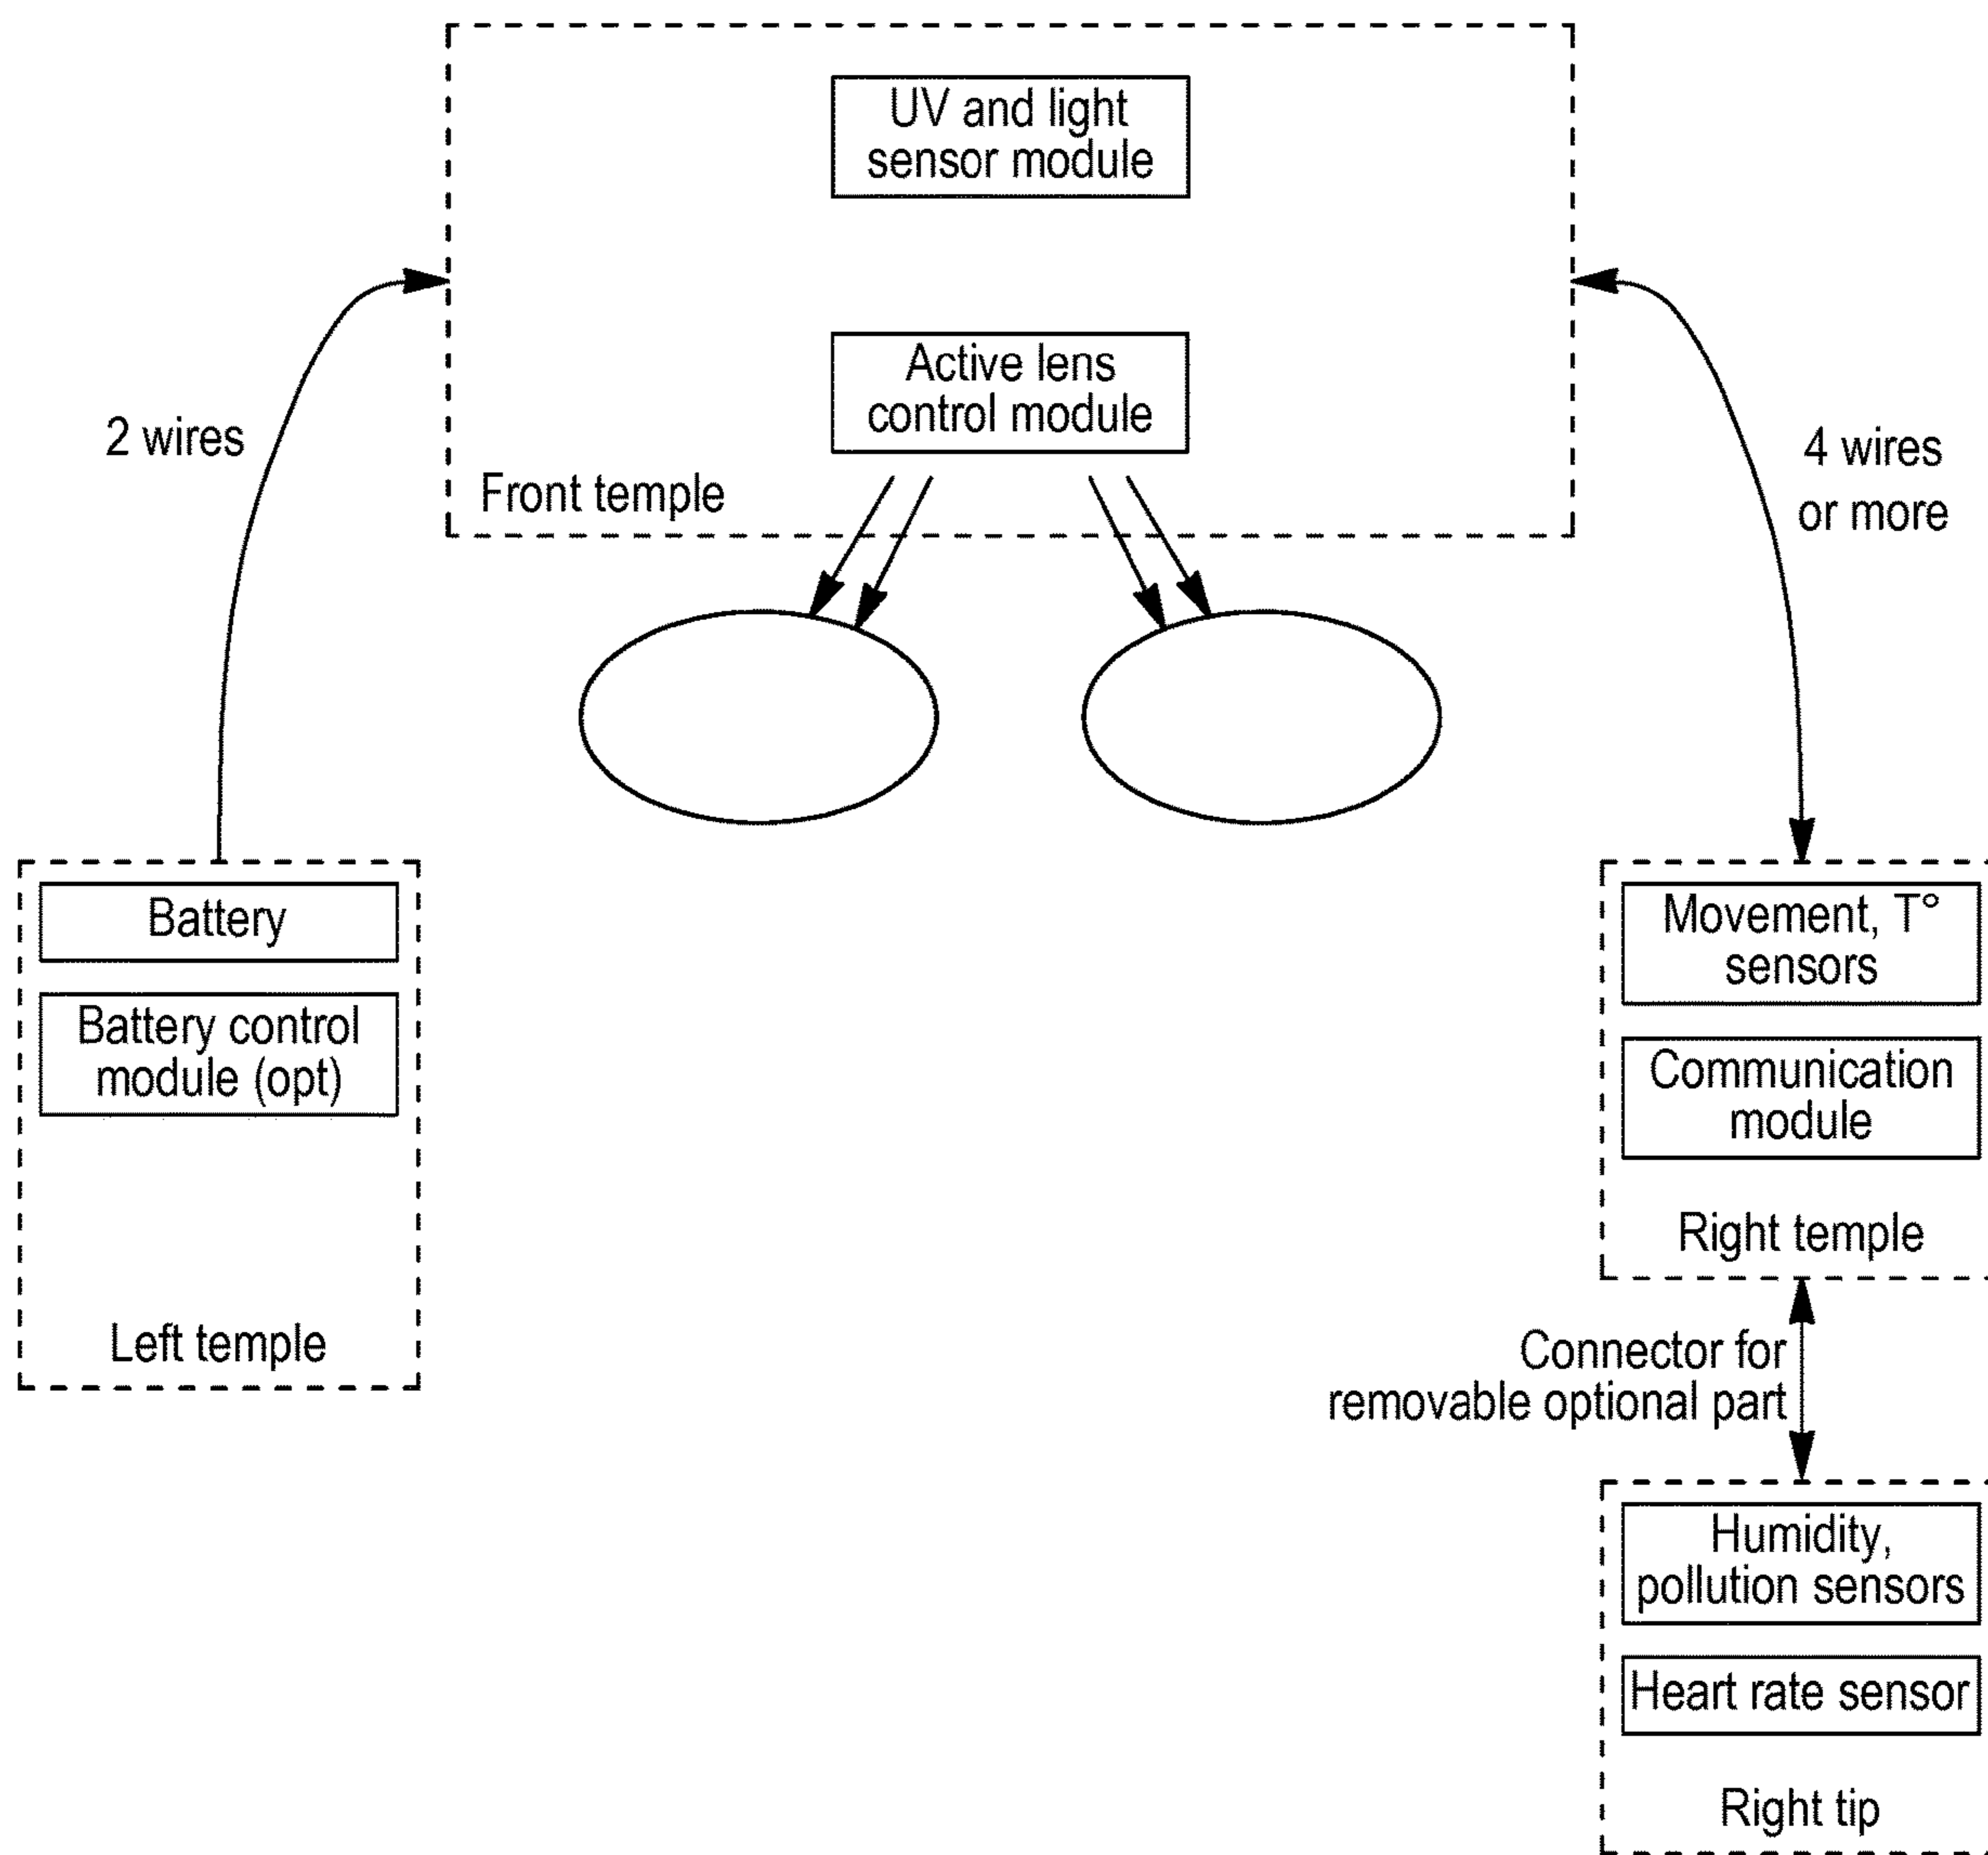 UV and light
sensor module
Active lens
control module
Front temple
2 wires
4 wires
or more
Battery
Battery control
module (opt)
Left temple
Movement, T°
sensors
Communication
module
Right temple
Connector for
removable optional part
Humidity,
pollution sensors
Heart rate sensor
Right tip